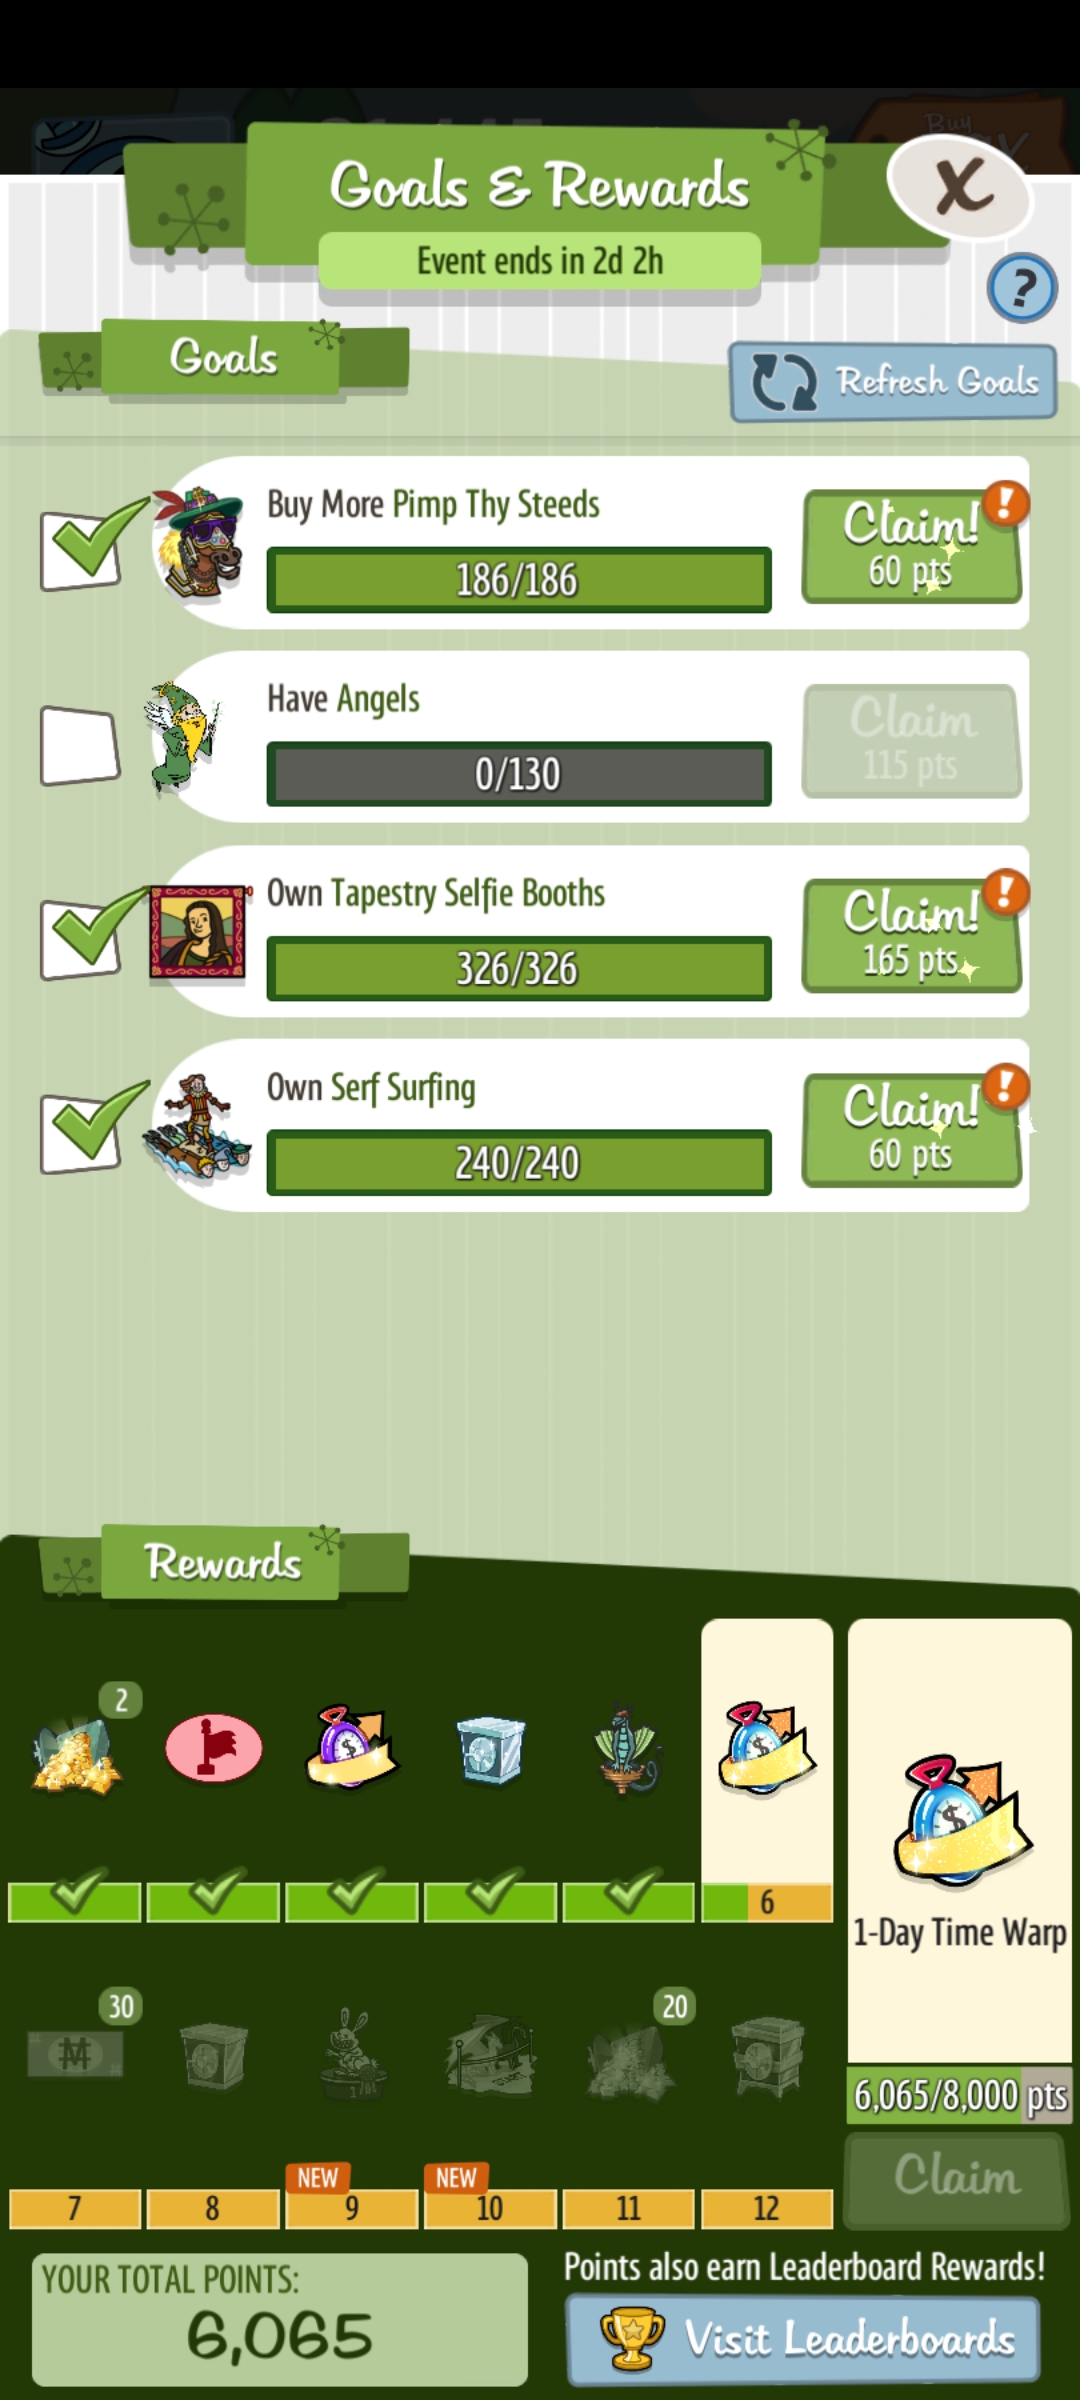 Buy
Goals & Rewards
X
Event ends in 2d 2h
?
Goals
Refresh Goals
Buy More Pimp Thy Steeds
186/186
Claim!
60 pts
!
Have Angels
0/130
Claim
115 pts
Own Tapestry Selfie Booths
326/326
Claim!
165 pts
!
Own Serf Surfing
240/240
Claim!
60 pts
!
Rewards
2
6
1-Day Time Warp
30
20
6,065/8,000 pts
Claim
NEW
NEW
7
8
9
10
11
12
YOUR TOTAL POINTS:
6,065
Points also earn Leaderboard Rewards!
Visit Leaderboards